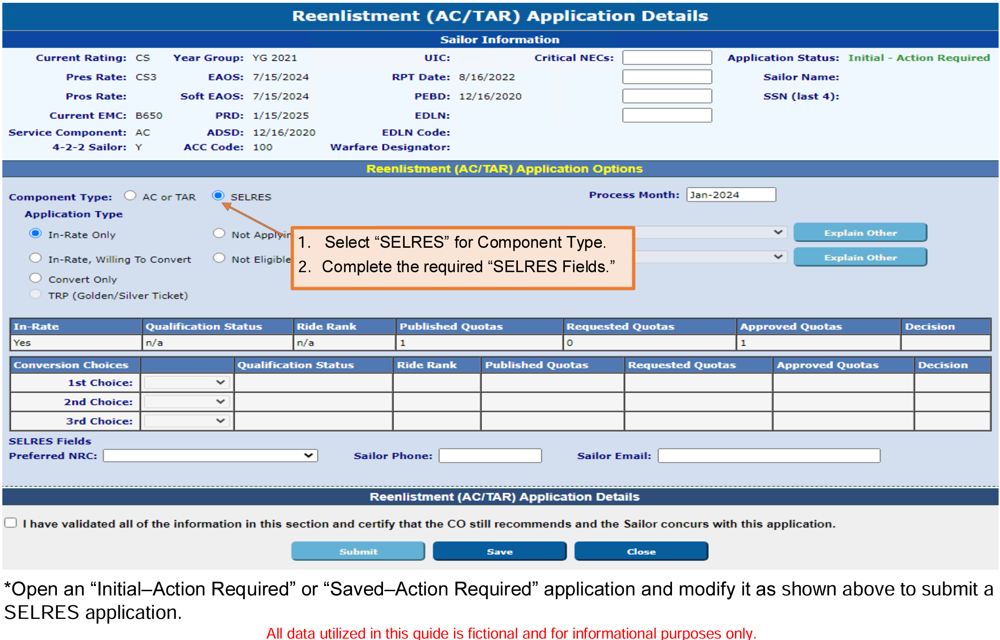 Reenlistment (AC/TAR) Application Details
Sailor Information
Current Rating: CS Year Group: YG 2021 UIC: Critical NECs: Application Status: Initial - Action Required
Pres Rate: CS3 EAOS: 7/15/2024 RPT Date: 8/16/2022 Sailor Name:
Pros Rate: Soft EAOS: 7/15/2024 PEBD: 12/16/2020 SSN (last 4):
Current EMC: B650 PRD: 1/15/2025 EDLN:
Service Component: AC ADSD: 12/16/2020 EDLN Code:
4-2-2 Sailor: Y ACC Code: 100 Warfare Designator:
Reenlistment (AC/TAR) Application Options
Component Type: AC or TAR SELRES Process Month: Jan-2024
Application Type
In-Rate Only Not Explain Other
1. Select “SELRES” for Component Type.
In-Rate, Willing To Convert Not Eligible Explain Other
2. Complete the required “SELRES Fields.”
Convert Only
TRP (Golden/Silver Ticket)
In-Rate Qualification Status Ride Rank Published Quotas Requested Quotas Approved Quotas Decision
Yes n/a n/a 1 0 1
Conversion Choices Qualification Status Ride Rank Published Quotas Requested Quotas Approved Quotas Decision
1st Choice:
2nd Choice:
3rd Choice:
SELRES Fields
Preferred NRC: Sailor Phone: Sailor Email:
Reenlistment (AC/TAR) Application Details
I have validated all of the information in this section and certify that the CO still recommends and the Sailor concurs with this application.
Submit Save Close
*Open an “Initial–Action Required” or “Saved–Action Required” application and modify it as shown above to submit a
SELRES application.
All data utilized in this guide is fictional and for informational purposes only.